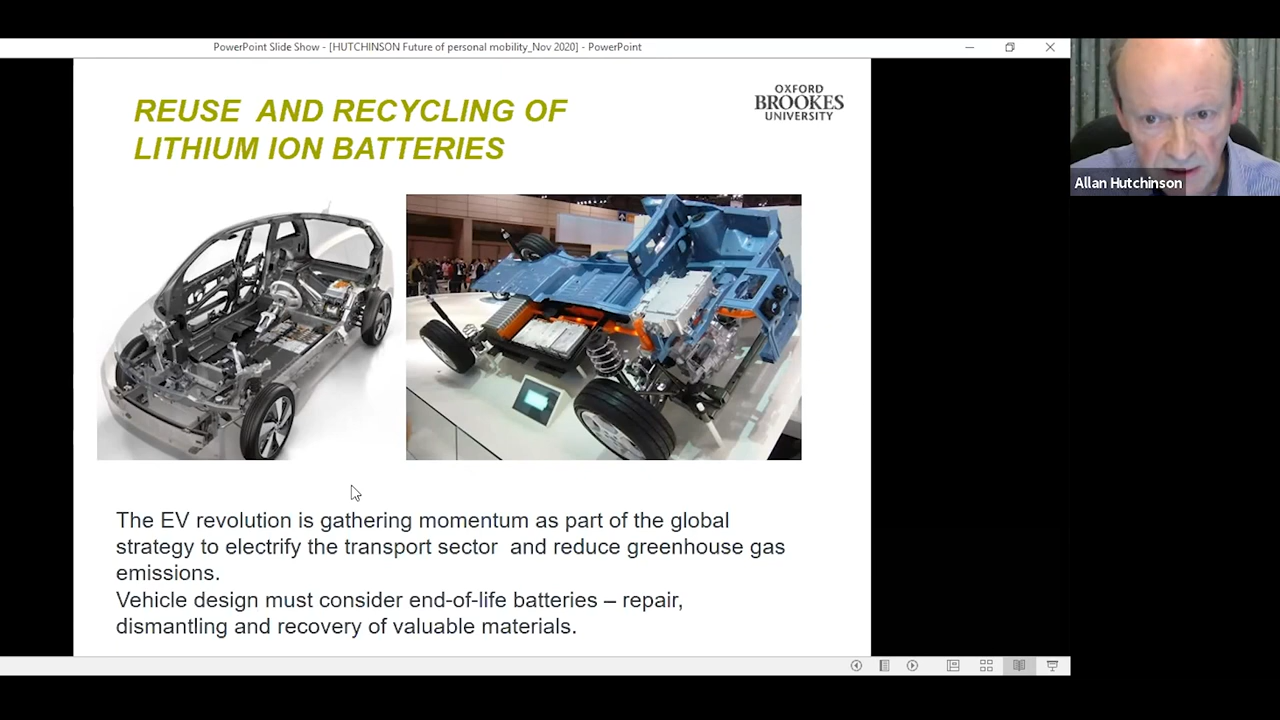 PowerPoint Slide Show - [HUTCHINSON Future of personal mobility_Nov 2020] - PowerPoint
REUSE AND RECYCLING OF
LITHIUM ION BATTERIES
OXFORD
BROOKES
UNIVERSITY
Allan Hutchinson
The EV revolution is gathering momentum as part of the global
strategy to electrify the transport sector and reduce greenhouse gas
emissions.
Vehicle design must consider end-of-life batteries – repair,
dismantling and recovery of valuable materials.